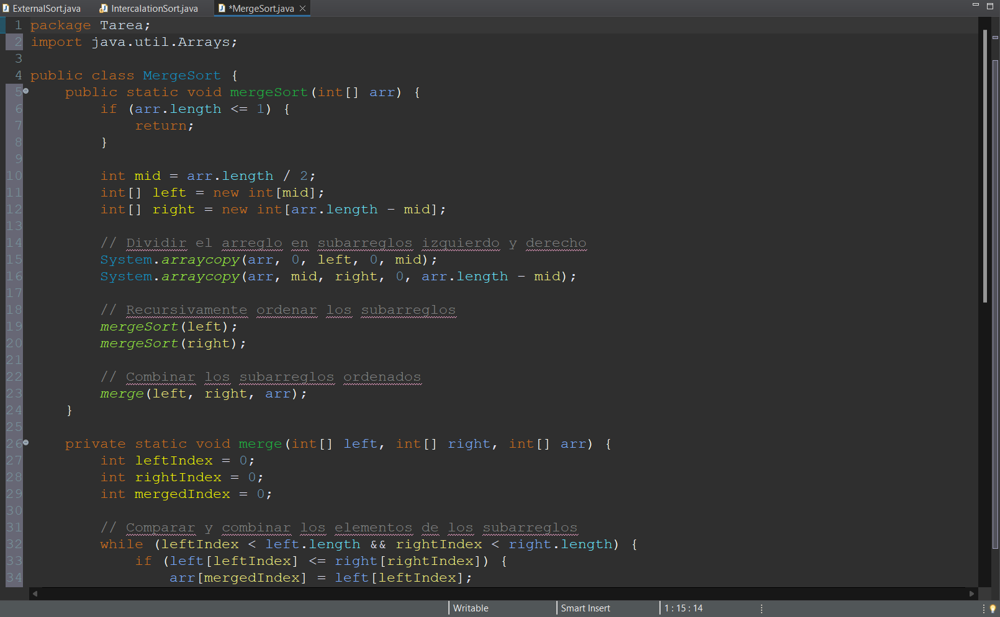 ExternalSort.java IntercalationSort.java *MergeSort.java
1 package Tarea;
2 import java.util.Arrays;
3
4 public class MergeSort {
5 public static void mergeSort(int[] arr) {
6 if (arr.length <= 1) {
7 return;
8 }
9
10 int mid = arr.length / 2;
11 int[] left = new int[mid];
12 int[] right = new int[arr.length - mid];
13
14 // Dividir el arreglo en subarreglos izquierdo y derecho
15 System.arraycopy(arr, 0, left, 0, mid);
16 System.arraycopy(arr, mid, right, 0, arr.length - mid);
17
18 // Recursivamente ordenar los subarreglos
19 mergeSort(left);
20 mergeSort(right);
21
22 // Combinar los subarreglos ordenados
23 merge(left, right, arr);
24 }
25
26 private static void merge(int[] left, int[] right, int[] arr) {
27 int leftIndex = 0;
28 int rightIndex = 0;
29 int mergedIndex = 0;
30
31 // Comparar y combinar los elementos de los subarreglos
32 while (leftIndex < left.length && rightIndex < right.length) {
33 if (left[leftIndex] <= right[rightIndex]) {
34 arr[mergedIndex] = left[leftIndex];
Writable Smart Insert 1 : 15 : 14